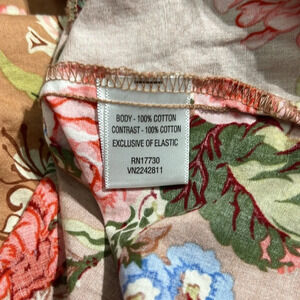 BODY - 100% COTTON
CONTRAST - 100% COTTON
EXCLUSIVE OF ELASTIC
RN17730
VN2242811